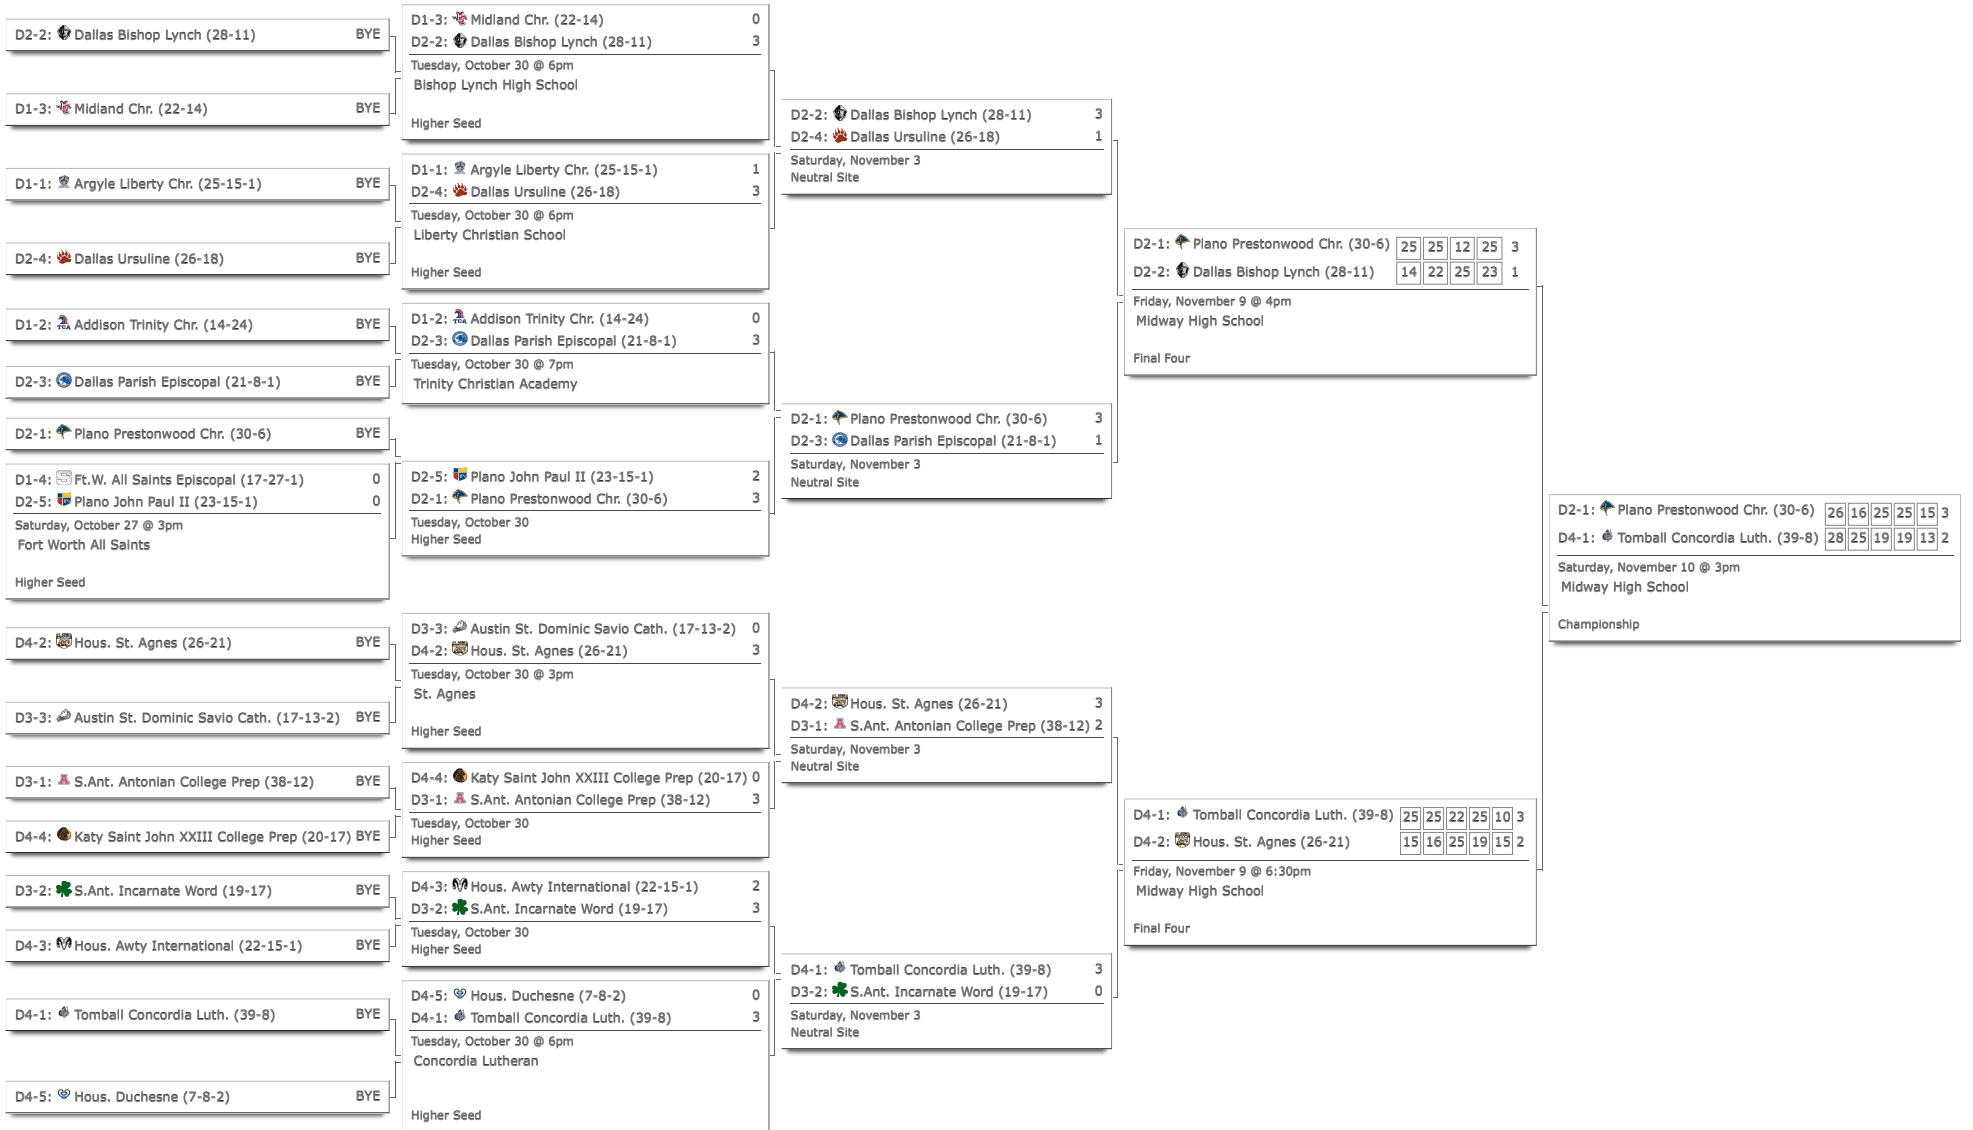 D2-2: Dallas Bishop Lynch (28-11) BYE
D1-3: Midland Chr. (22-14) BYE
D1-1: Argyle Liberty Chr. (25-15-1) BYE
D2-4: Dallas Ursuline (26-18) BYE
D1-2: Addison Trinity Chr. (14-24) BYE
D2-3: Dallas Parish Episcopal (21-8-1) BYE
D2-1: Plano Prestonwood Chr. (30-6) BYE
D1-4: Ft.W. All Saints Episcopal (17-27-1) 0
D2-5: Plano John Paul II (23-15-1) 0
Saturday, October 27 @ 3pm
Fort Worth All Saints
Higher Seed
D4-2: Hous. St. Agnes (26-21) BYE
D3-3: Austin St. Dominic Savio Cath. (17-13-2) BYE
D3-1: S.Ant. Antonian College Prep (38-12) BYE
D4-4: Katy Saint John XXIII College Prep (20-17) BYE
D3-2: S.Ant. Incarnate Word (19-17) BYE
D4-3: Hous. Awty International (22-15-1) BYE
D4-1: Tomball Concordia Luth. (39-8) BYE
D4-5: Hous. Duchesne (7-8-2) BYE
D1-3: Midland Chr. (22-14) 0
D2-2: Dallas Bishop Lynch (28-11) 3
Tuesday, October 30 @ 6pm
Bishop Lynch High School
Higher Seed
D1-1: Argyle Liberty Chr. (25-15-1) 1
D2-4: Dallas Ursuline (26-18) 3
Tuesday, October 30 @ 6pm
Liberty Christian School
Higher Seed
D1-2: TCA Addison Trinity Chr. (14-24) 0
D2-3: Dallas Parish Episcopal (21-8-1) 3
Tuesday, October 30 @ 7pm
Trinity Christian Academy
D2-5: Plano John Paul II (23-15-1) 2
D2-1: Plano Prestonwood Chr. (30-6) 3
Tuesday, October 30
Higher Seed
D3-3: Austin St. Dominic Savio Cath. (17-13-2) 0
D4-2: Hous. St. Agnes (26-21) 3
Tuesday, October 30 @ 3pm
St. Agnes
Higher Seed
D4-4: Katy Saint John XXIII College Prep (20-17) 0
D3-1: S.Ant. Antonian College Prep (38-12) 3
Tuesday, October 30
Higher Seed
D4-3: Hous. Awty International (22-15-1) 2
D3-2: S.Ant. Incarnate Word (19-17) 3
Tuesday, October 30
Higher Seed
D4-5: Hous. Duchesne (7-8-2) 0
D4-1: Tomball Concordia Luth. (39-8) 3
Tuesday, October 30 @ 6pm
Concordia Lutheran
Higher Seed
D2-2: Dallas Bishop Lynch (28-11) 3
D2-4: Dallas Ursuline (26-18) 1
Saturday, November 3
Neutral Site
D2-1: Plano Prestonwood Chr. (30-6) 3
D2-3: Dallas Parish Episcopal (21-8-1) 1
Saturday, November 3
Neutral Site
D4-2: Hous. St. Agnes (26-21) 3
D3-1: S.Ant. Antonian College Prep (38-12) 2
Saturday, November 3
Neutral Site
D4-1: Tomball Concordia Luth. (39-8) 3
D3-2: S.Ant. Incarnate Word (19-17) 0
Saturday, November 3
Neutral Site
D2-1: Plano Prestonwood Chr. (30-6) 25 25 12 25 3
D2-2: Dallas Bishop Lynch (28-11) 14 22 25 23 1
Friday, November 9 @ 4pm
Midway High School
Final Four
D4-1: Tomball Concordia Luth. (39-8) 25 25 22 25 10 3
D4-2: Hous. St. Agnes (26-21) 15 16 25 19 15 2
Friday, November 9 @ 6:30pm
Midway High School
Final Four
D2-1: Plano Prestonwood Chr. (30-6) 26 16 25 25 15 3
D4-1: Tomball Concordia Luth. (39-8) 28 25 19 19 13 2
Saturday, November 10 @ 3pm
Midway High School
Championship